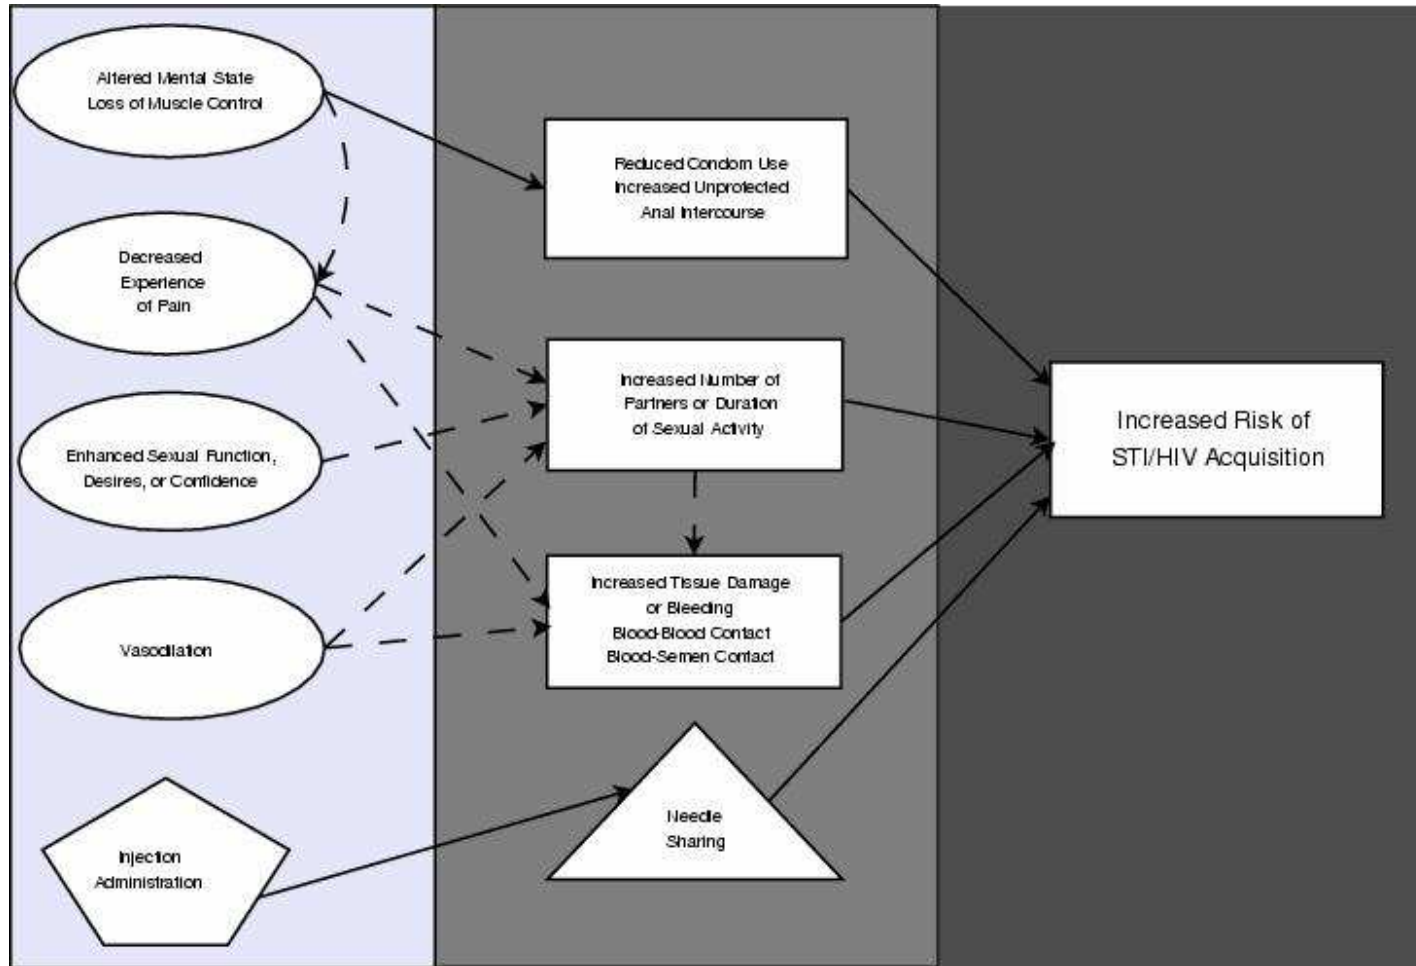 Altered Mental State
Loss of Muscle Control
Decreased
Experience
of Pain
Enhanced Sexual Function,
Desires, or Confidence
Vasodilation
Injection
Administration
Reduced Condom Use
Increased Unprotected
Anal Intercourse
Increased Number of
Partners or Duration
of Sexual Activity
Increased Tissue Damage
or Bleeding
Blood-Blood Contact
Blood-Semen Contact
Needle
Sharing
Increased Risk of
STI/HIV Acquisition